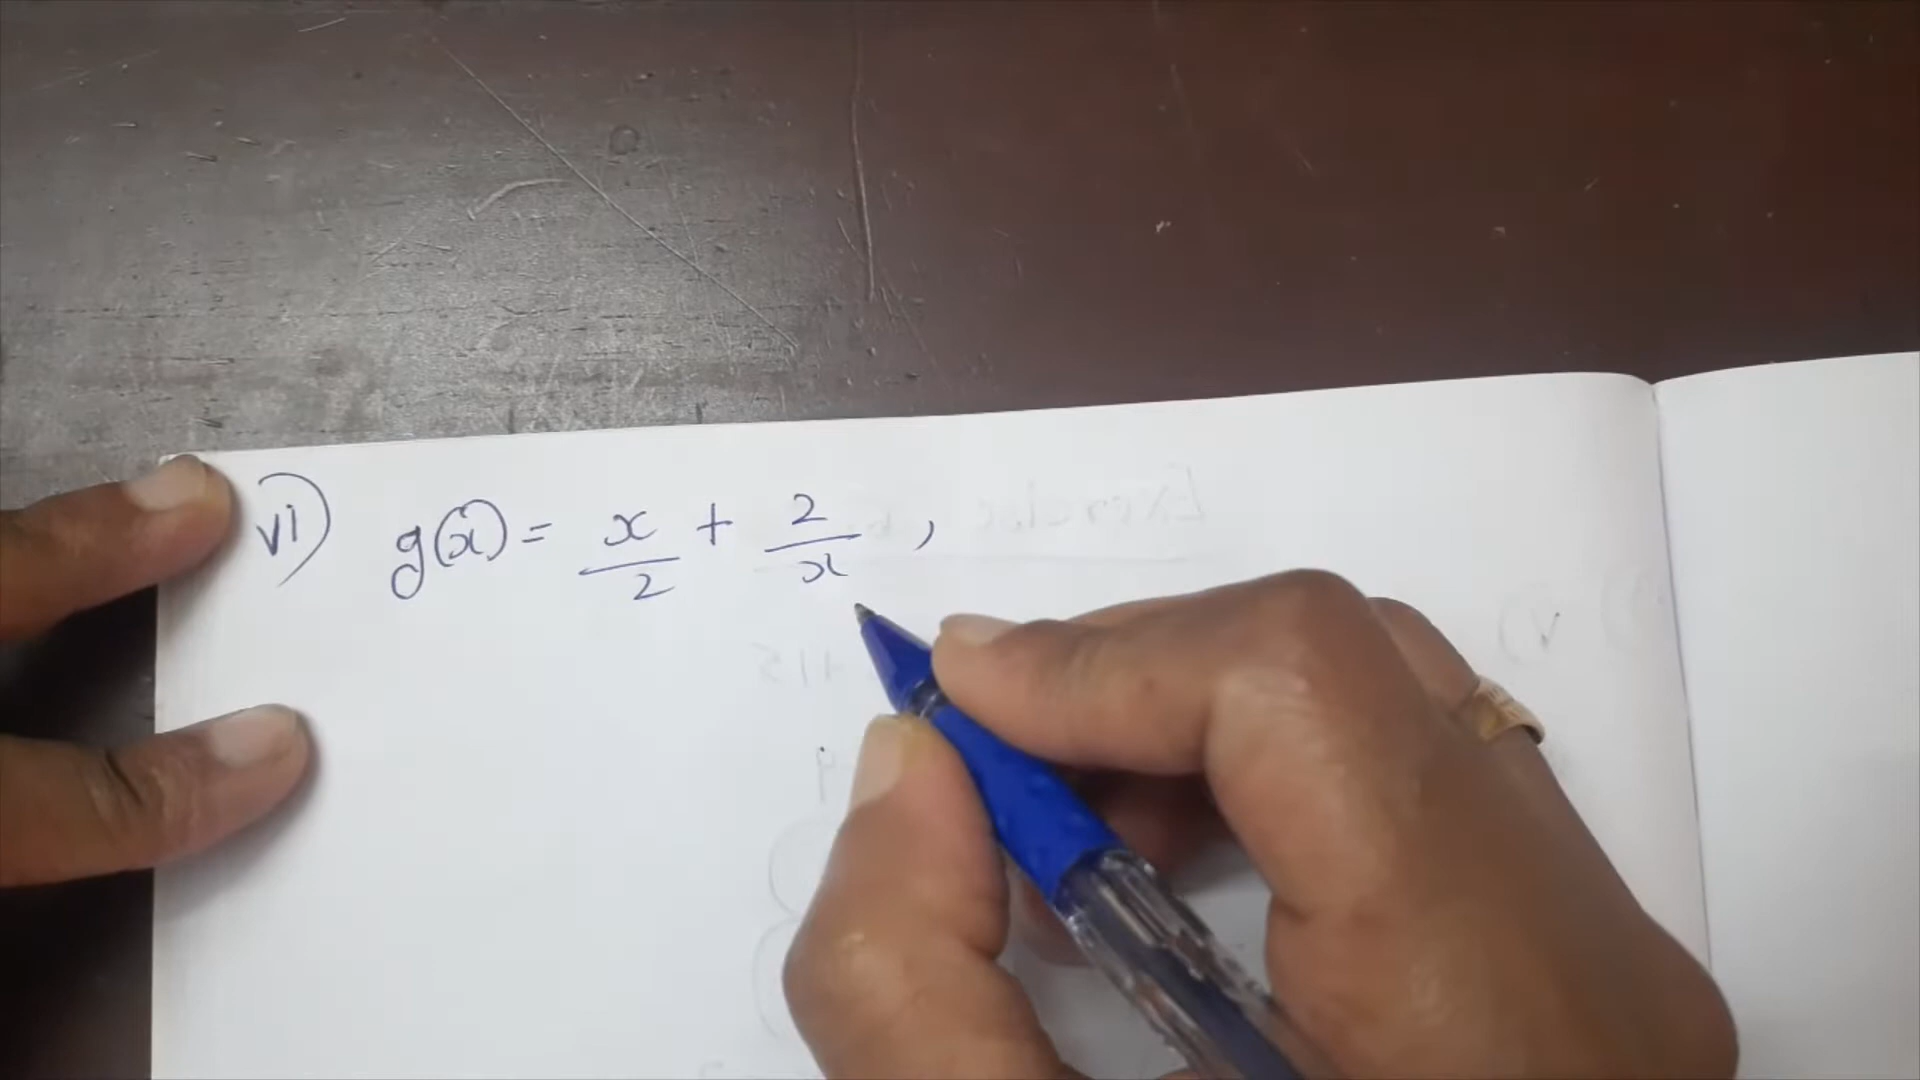 vi) g(x) = x/2 + 2/x ,